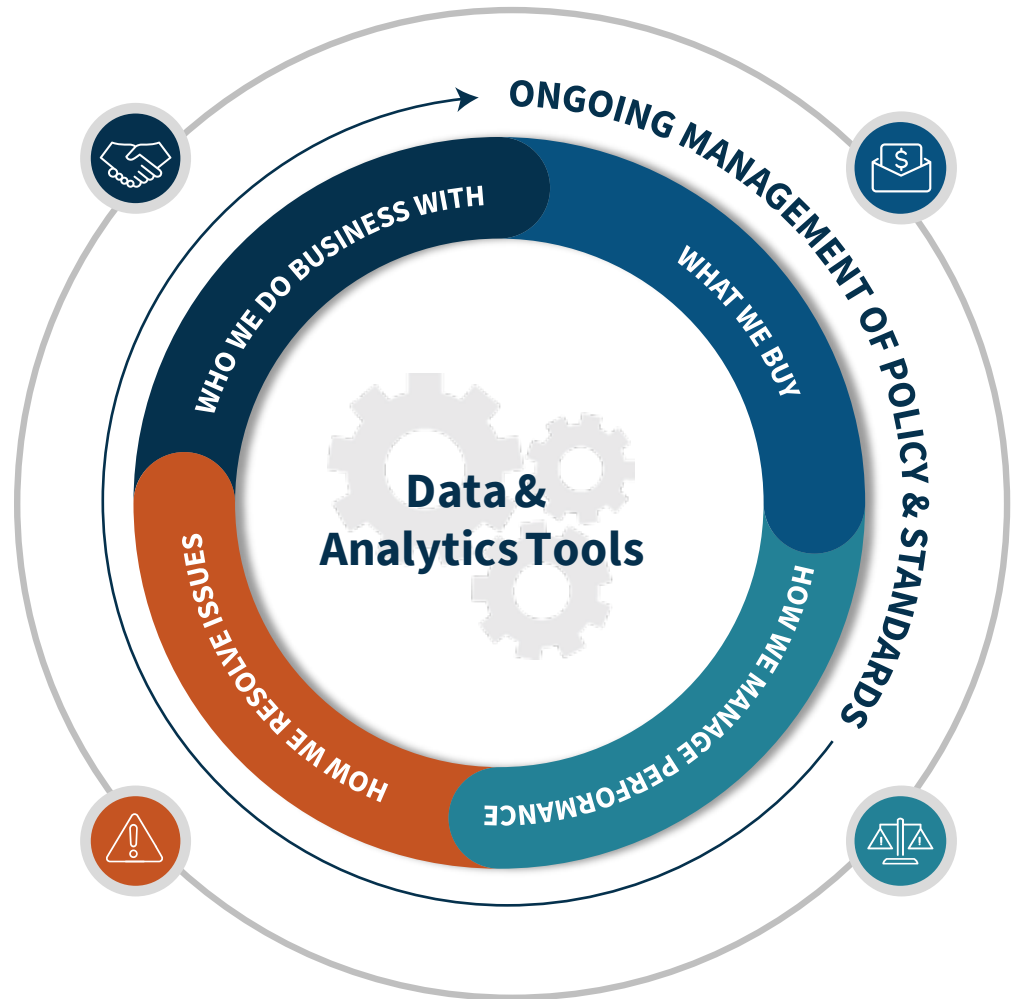 ONGOING MANAGEMENT OF POLICY & STANDARDS
WHO WE DO BUSINESS WITH
WHAT WE BUY
HOW WE MANAGE PERFORMANCE
HOW WE RESOLVE ISSUES
Data &
Analytics Tools
$